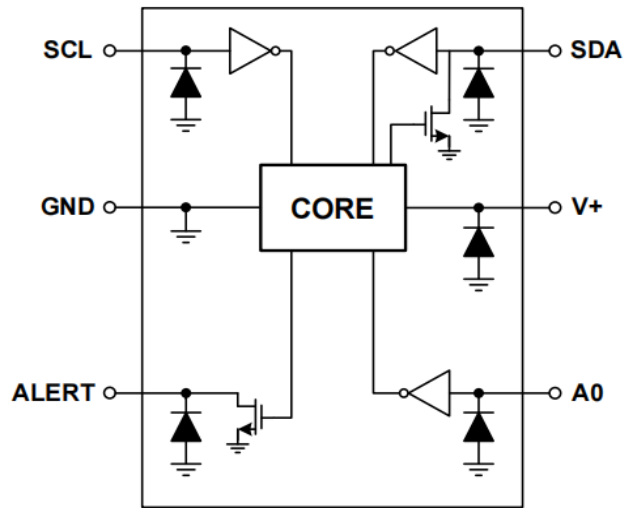 SCL
SDA
GND
CORE
V+
ALERT
A0